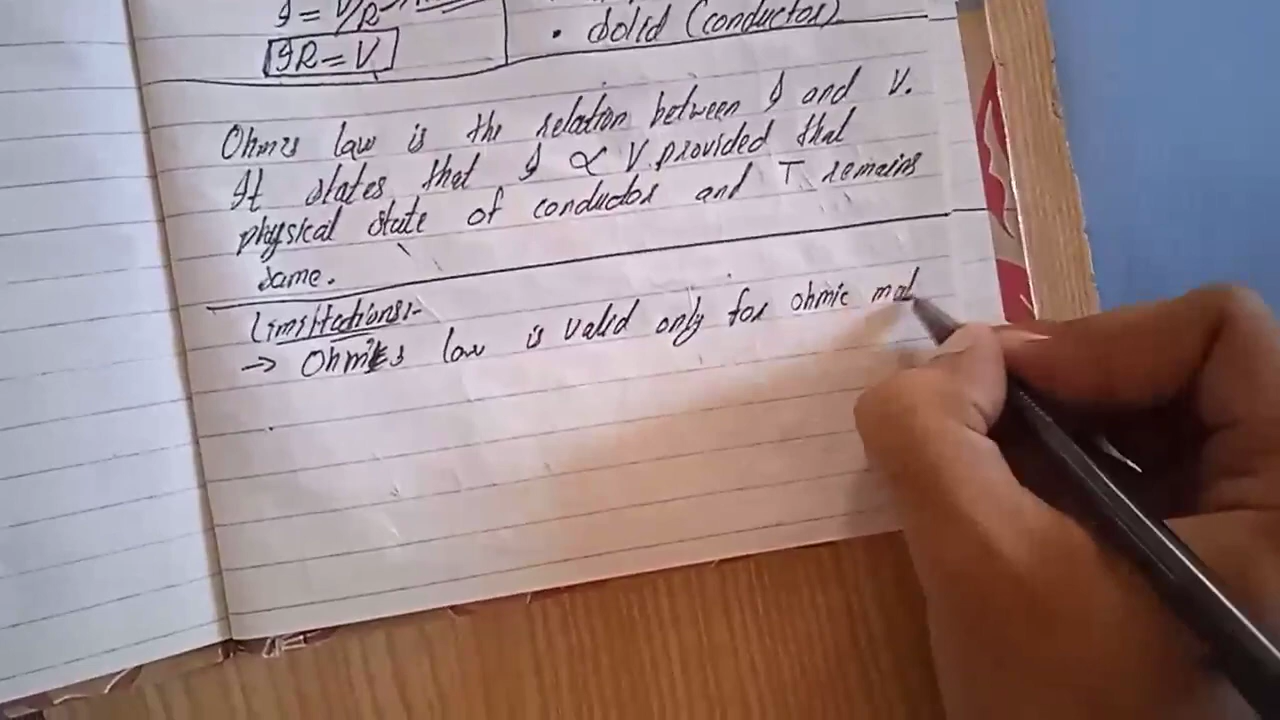 I = V/R
IR = V
• Solid (conductor)
Ohm's law is the relation between I and V.
It states that I ∝ V provided that
physical state of conductor and T remains
same.
Limitations:-
→ Ohm's law is valid only for ohmic mat